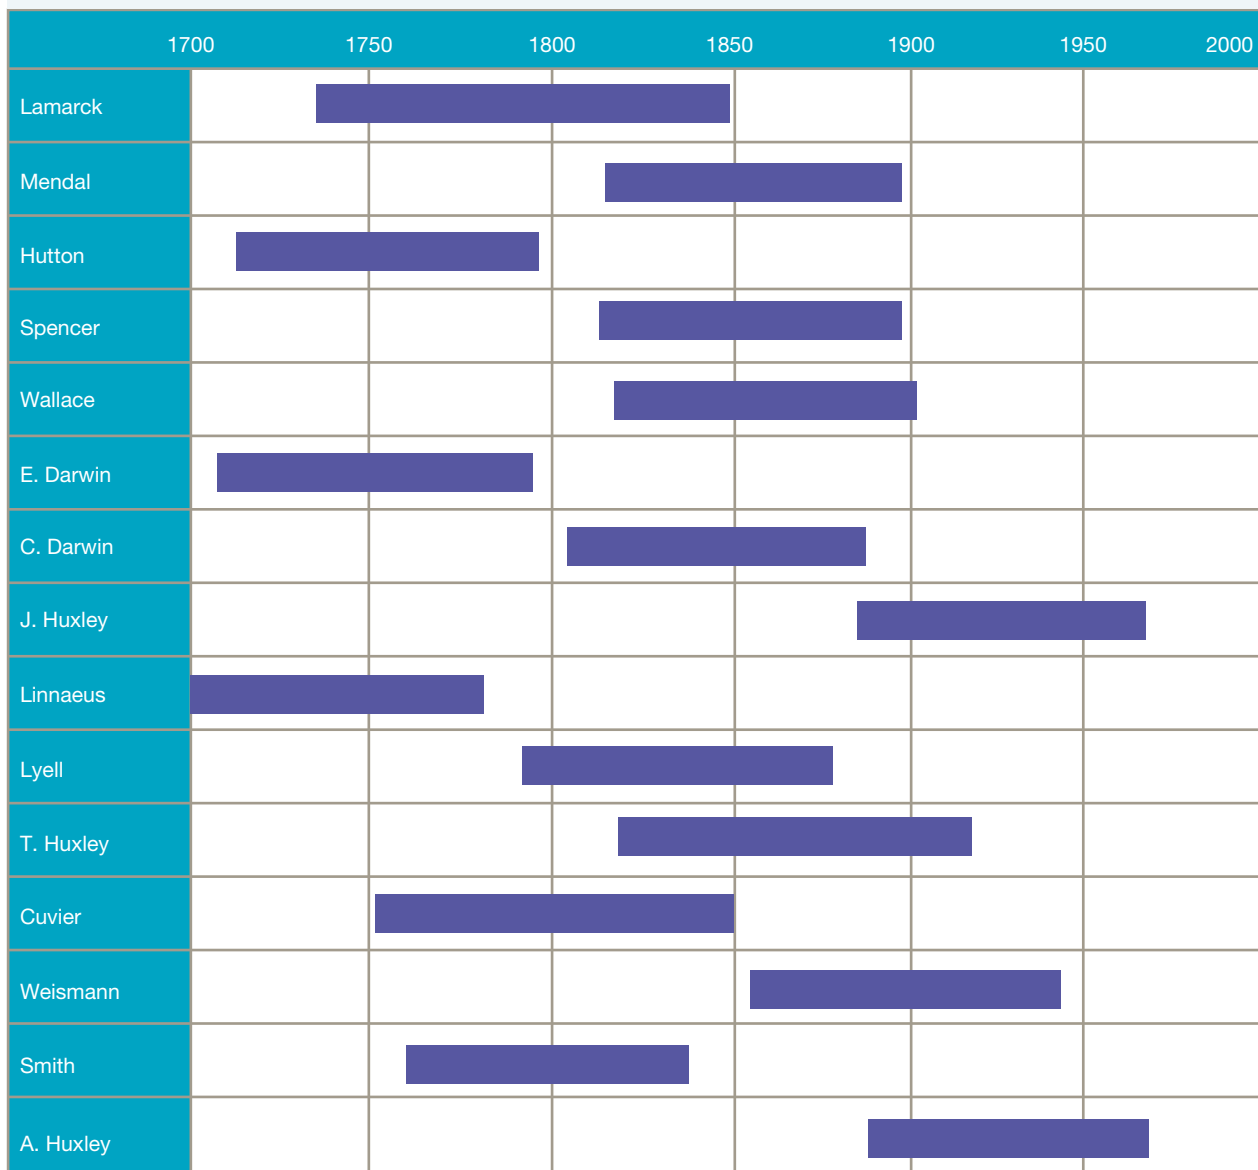 1700 1750 1800 1850 1900 1950 2000
Lamarck
Mendal
Hutton
Spencer
Wallace
E. Darwin
C. Darwin
J. Huxley
Linnaeus
Lyell
T. Huxley
Cuvier
Weismann
Smith
A. Huxley